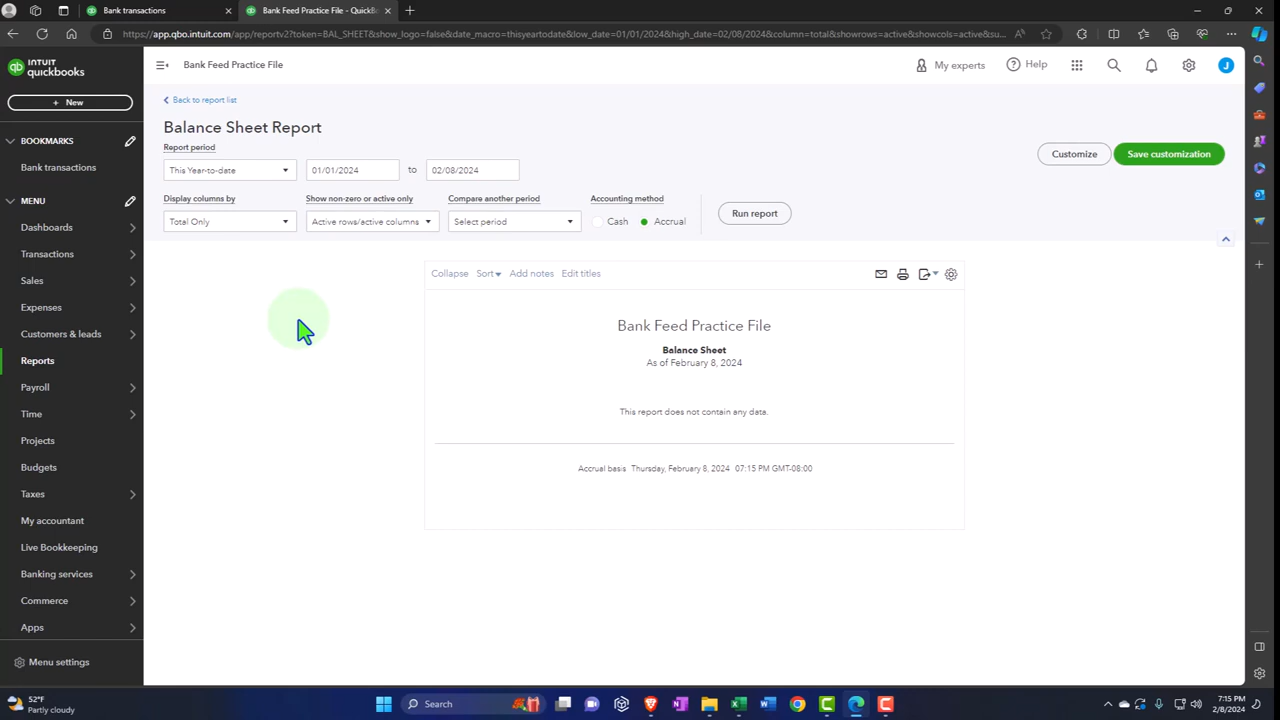 Bank transactions
Bank Feed Practice File - QuickB
https://app.qbo.intuit.com/app/reportv2?token=BAL_SHEET&show_logo=false&date_macro=thisyeartodate&low_date=01/01/2024&high_date=02/08/2024&column=total&showrows=active&showcols=active&su...
INTUIT
quickbooks
Bank Feed Practice File
My experts
Help
J
+ New
Back to report list
BOOKMARKS
Bank transactions
MENU
Dashboards
Transactions
Sales
Expenses
Customers & leads
Reports
Payroll
Time
Projects
Budgets
Taxes
My accountant
Live Bookkeeping
Banking services
Commerce
Apps
Menu settings
Balance Sheet Report
Report period
This Year-to-date 01/01/2024 to 02/08/2024
Customize Save customization
Display columns by Show non-zero or active only Compare another period Accounting method
Total Only Active rows/active columns Select period Cash Accrual Run report
Collapse Sort Add notes Edit titles
Bank Feed Practice File
Balance Sheet
As of February 8, 2024
This report does not contain any data.
Accrual basis Thursday, February 8, 2024 07:15 PM GMT-08:00
52°F
Partly cloudy
Search
7:15 PM
2/8/2024